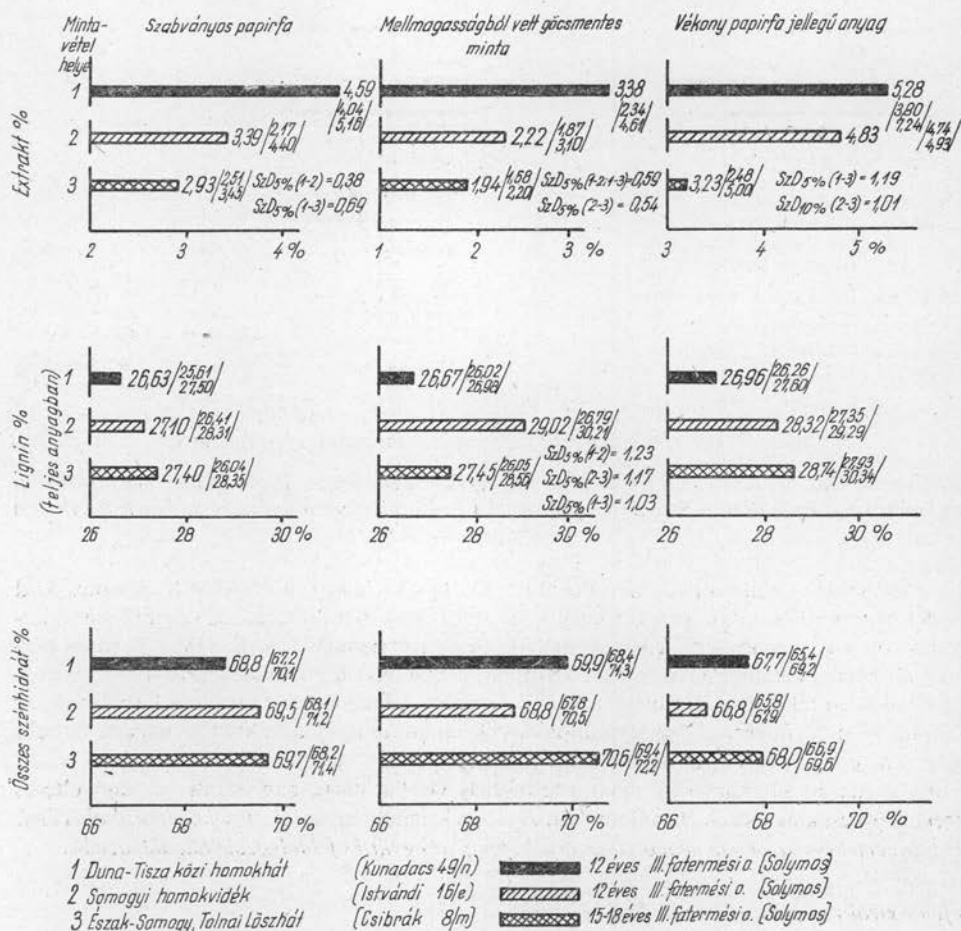 Minta-
vétel
helye
Szabványos papirfa
Mellmagasságból vett göcsmentes
minta
Vékony papirfa jellegű anyag
Extrakt %
1
4,59
/4,04
5,16/
2
3,39 /2,17
4,40/
3
2,93 /2,51
3,45/
SzD5% (1-2) = 0,38
SzD5% (1-3) = 0,69
2 3 4 %
3,38
/2,34
4,61/
2,22 /1,87
3,10/
1,94 /1,68
2,20/
SzD5% (1-2;1-3)=0,59
SzD5% (2-3) = 0,54
1 2 3 %
5,28
/3,80
7,24/
4,83
/4,74
4,93/
3,23 /2,48
5,00/
SzD5% (1-3) = 1,19
SzD10% (2-3) = 1,01
3 4 5 %
Lignin %
(teljes anyagban)
1
26,63 /25,61
27,50/
2
27,10 /26,41
28,31/
3
27,40 /26,04
28,35/
26 28 30 %
26,67 /26,02
26,98/
29,02 /26,79
30,21/
27,45 /26,05
28,56/
SzD5% (1-2) = 1,23
SzD5% (2-3) = 1,17
SzD5% (1-3) = 1,03
26 28 30 %
26,96 /26,26
27,60/
28,32 /27,35
29,29/
28,74 /27,93
30,34/
26 28 30 %
Összes szénhidrát %
1
68,8 /67,2
70,1/
2
69,5 /68,1
71,2/
3
69,7 /68,2
71,4/
66 68 70 %
69,9 /68,4
71,3/
68,8 /67,8
70,5/
70,6 /69,4
72,2/
66 68 70 %
67,7 /65,4
69,2/
66,8 /65,8
67,9/
68,0 /66,9
69,6/
66 68 70 %
1 Duna-Tisza közi homokhát (Kunadacs 49/n) 12 éves III. fatermési o. (Solymos)
2 Somogyi homokvidék (Istvándi 16/e) 12 éves III. fatermési o. (Solymos)
3 Észak-Somogy, Tolnai Löszhát (Csibrák 8/m) 15-18 éves III. fatermési o. (Solymos)